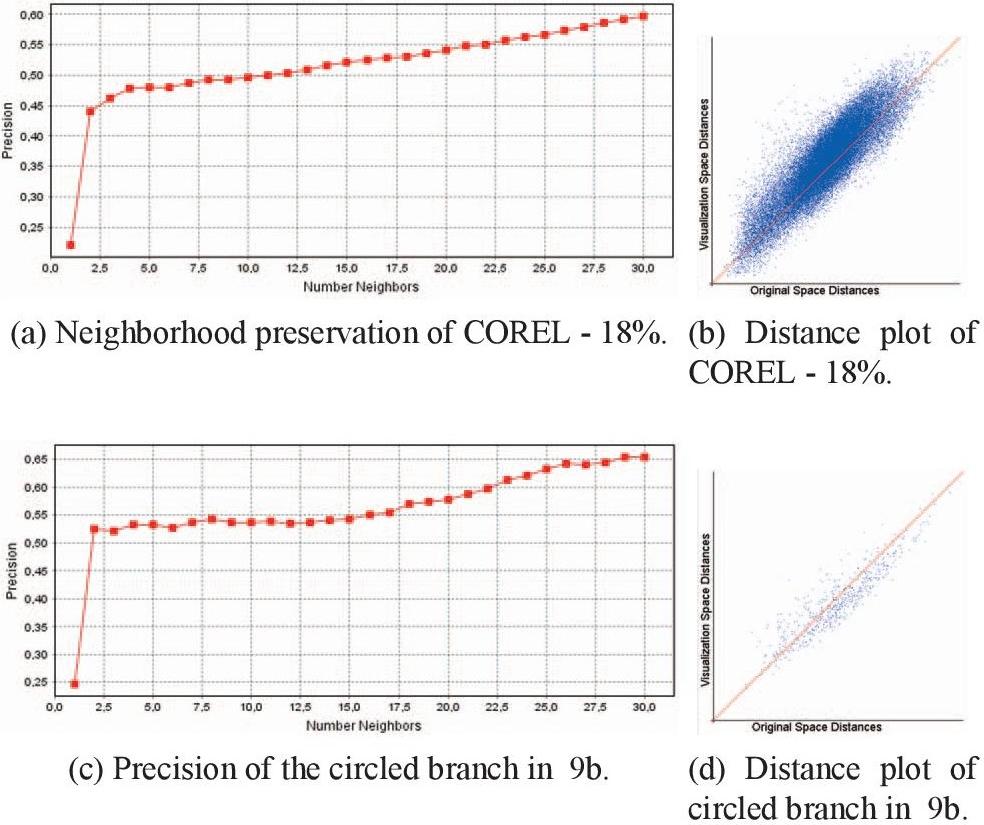 0,60
0,55
0,50
0,45
0,40
0,35
0,30
0,25
Precision
0,0 2,5 5,0 7,5 10,0 12,5 15,0 17,5 20,0 22,5 25,0 27,5 30,0
Number Neighbors
Visualization Space Distances
Original Space Distances
(a) Neighborhood preservation of COREL - 18%.
(b) Distance plot of
COREL - 18%.
0,65
0,60
0,55
0,50
0,45
0,40
0,35
0,30
0,25
Precision
0,0 2,5 5,0 7,5 10,0 12,5 15,0 17,5 20,0 22,5 25,0 27,5 30,0
Number Neighbors
Visualization Space Distances
Original Space Distances
(c) Precision of the circled branch in 9b.
(d) Distance plot of
circled branch in 9b.